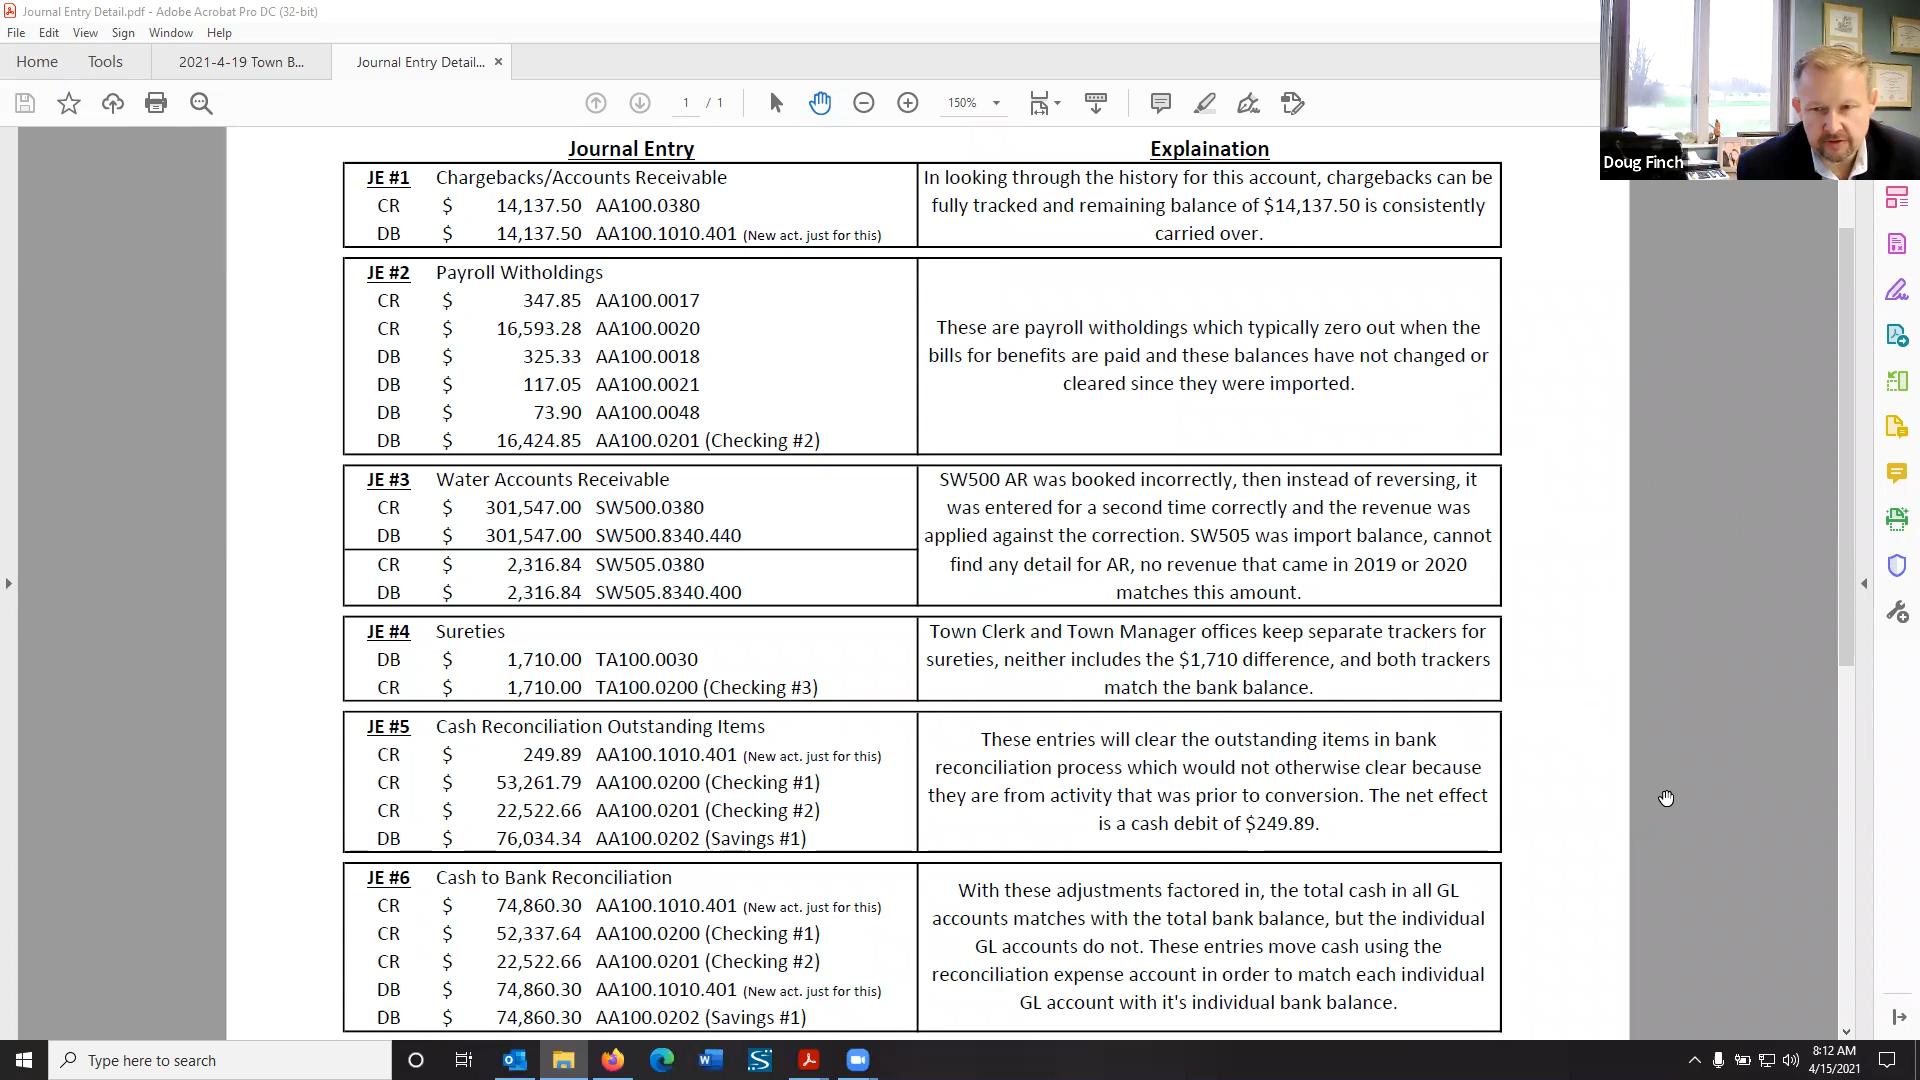 Journal Entry Detail.pdf - Adobe Acrobat Pro DC (32-bit)
File Edit View Sign Window Help
Home Tools 2021-4-19 Town B... Journal Entry Detail... ×
1 / 1 150%
Doug Finch
Journal Entry Explaination
JE #1 Chargebacks/Accounts Receivable
CR $ 14,137.50 AA100.0380
DB $ 14,137.50 AA100.1010.401 (New act. just for this)
In looking through the history for this account, chargebacks can be
fully tracked and remaining balance of $14,137.50 is consistently
carried over.
JE #2 Payroll Witholdings
CR $ 347.85 AA100.0017
CR $ 16,593.28 AA100.0020
DB $ 325.33 AA100.0018
DB $ 117.05 AA100.0021
DB $ 73.90 AA100.0048
DB $ 16,424.85 AA100.0201 (Checking #2)
These are payroll witholdings which typically zero out when the
bills for benefits are paid and these balances have not changed or
cleared since they were imported.
JE #3 Water Accounts Receivable
CR $ 301,547.00 SW500.0380
DB $ 301,547.00 SW500.8340.440
CR $ 2,316.84 SW505.0380
DB $ 2,316.84 SW505.8340.400
SW500 AR was booked incorrectly, then instead of reversing, it
was entered for a second time correctly and the revenue was
applied against the correction. SW505 was import balance, cannot
find any detail for AR, no revenue that came in 2019 or 2020
matches this amount.
JE #4 Sureties
DB $ 1,710.00 TA100.0030
CR $ 1,710.00 TA100.0200 (Checking #3)
Town Clerk and Town Manager offices keep separate trackers for
sureties, neither includes the $1,710 difference, and both trackers
match the bank balance.
JE #5 Cash Reconciliation Outstanding Items
CR $ 249.89 AA100.1010.401 (New act. just for this)
CR $ 53,261.79 AA100.0200 (Checking #1)
CR $ 22,522.66 AA100.0201 (Checking #2)
DB $ 76,034.34 AA100.0202 (Savings #1)
These entries will clear the outstanding items in bank
reconciliation process which would not otherwise clear because
they are from activity that was prior to conversion. The net effect
is a cash debit of $249.89.
JE #6 Cash to Bank Reconciliation
CR $ 74,860.30 AA100.1010.401 (New act. just for this)
CR $ 52,337.64 AA100.0200 (Checking #1)
CR $ 22,522.66 AA100.0201 (Checking #2)
DB $ 74,860.30 AA100.1010.401 (New act. just for this)
DB $ 74,860.30 AA100.0202 (Savings #1)
With these adjustments factored in, the total cash in all GL
accounts matches with the total bank balance, but the individual
GL accounts do not. These entries move cash using the
reconciliation expense account in order to match each individual
GL account with it's individual bank balance.
Type here to search
8:12 AM
4/15/2021